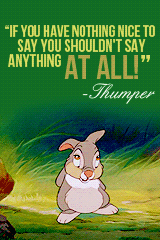 “IF YOU HAVE NOTHING NICE TO
SAY YOU SHOULDN'T SAY
ANYTHING AT ALL!”
-Thumper